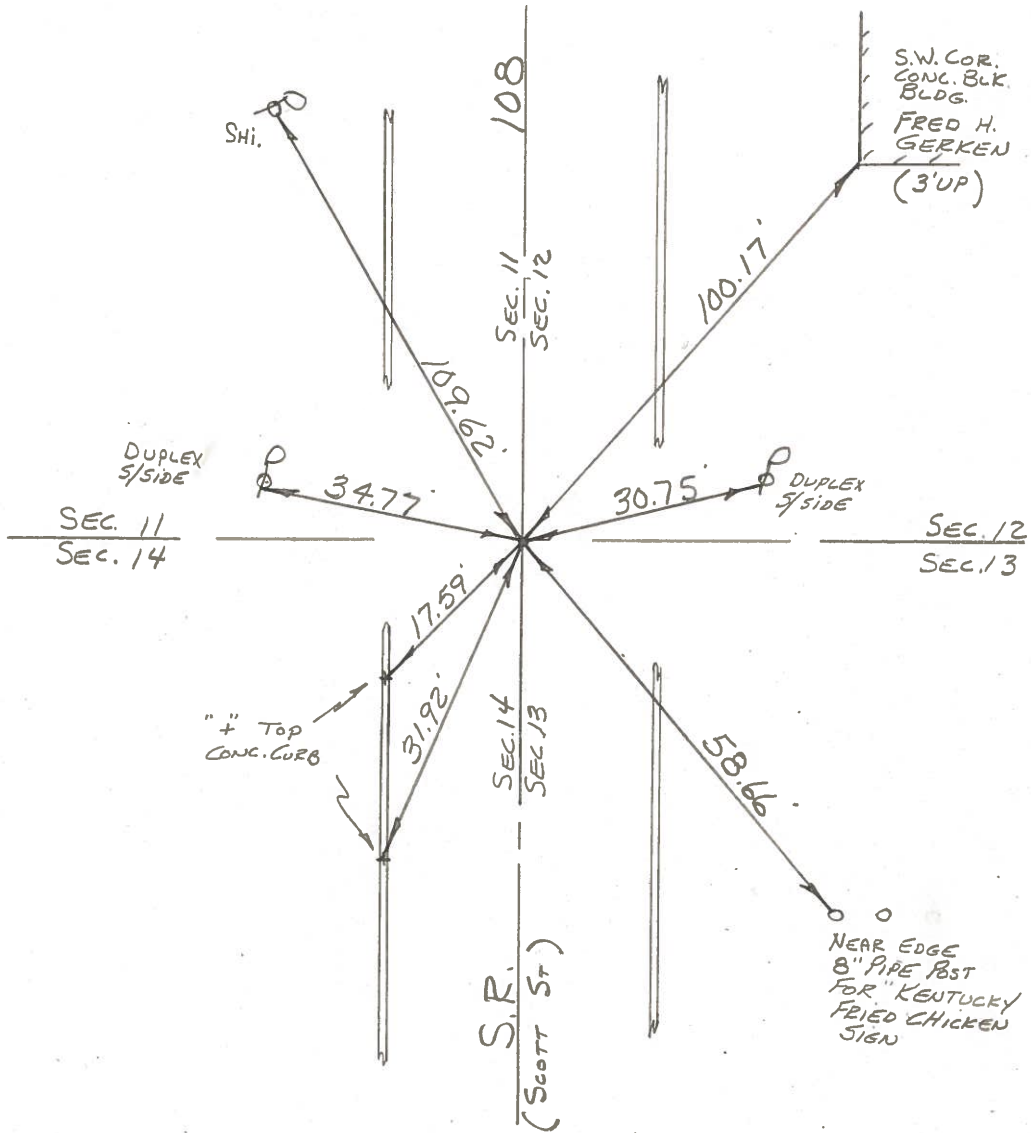 108
S.W. COR.
CONC. BLK.
BLDG.
FRED H.
GERKEN
(3' UP)
SHI.
SEC. 11
SEC. 12
100.17'
109.62'
DUPLEX
S/SIDE
34.77'
30.75'
DUPLEX
S/SIDE
SEC. 11
SEC. 14
SEC. 12
SEC. 13
17.59'
31.92'
"+" TOP
CONC. CURB
SEC. 14
SEC 13
58.66'
NEAR EDGE
8" PIPE POST
FOR "KENTUCKY
FRIED CHICKEN
SIGN
S.R.
(SCOTT ST)